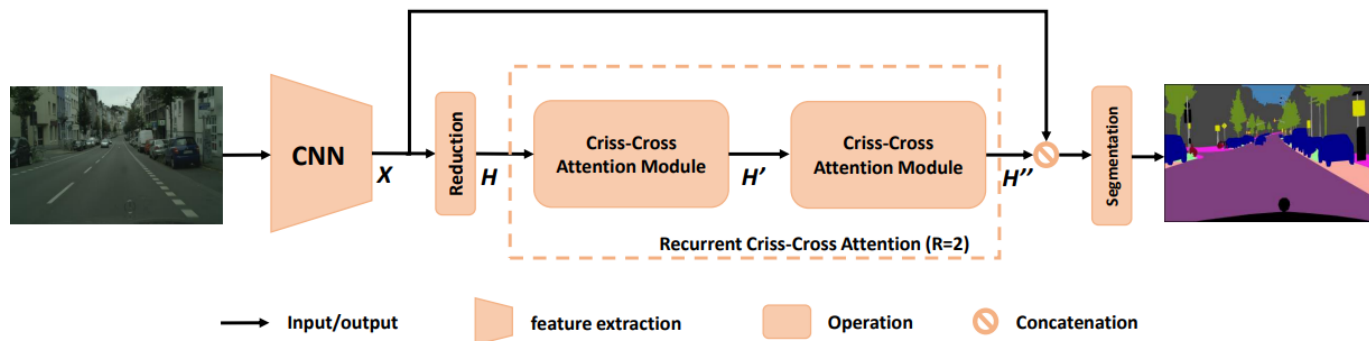 CNN
X
Reduction
H
Criss-Cross
Attention Module
H’
Criss-Cross
Attention Module
H’’
Segmentation
Recurrent Criss-Cross Attention (R=2)
Input/output
feature extraction
Operation
Concatenation